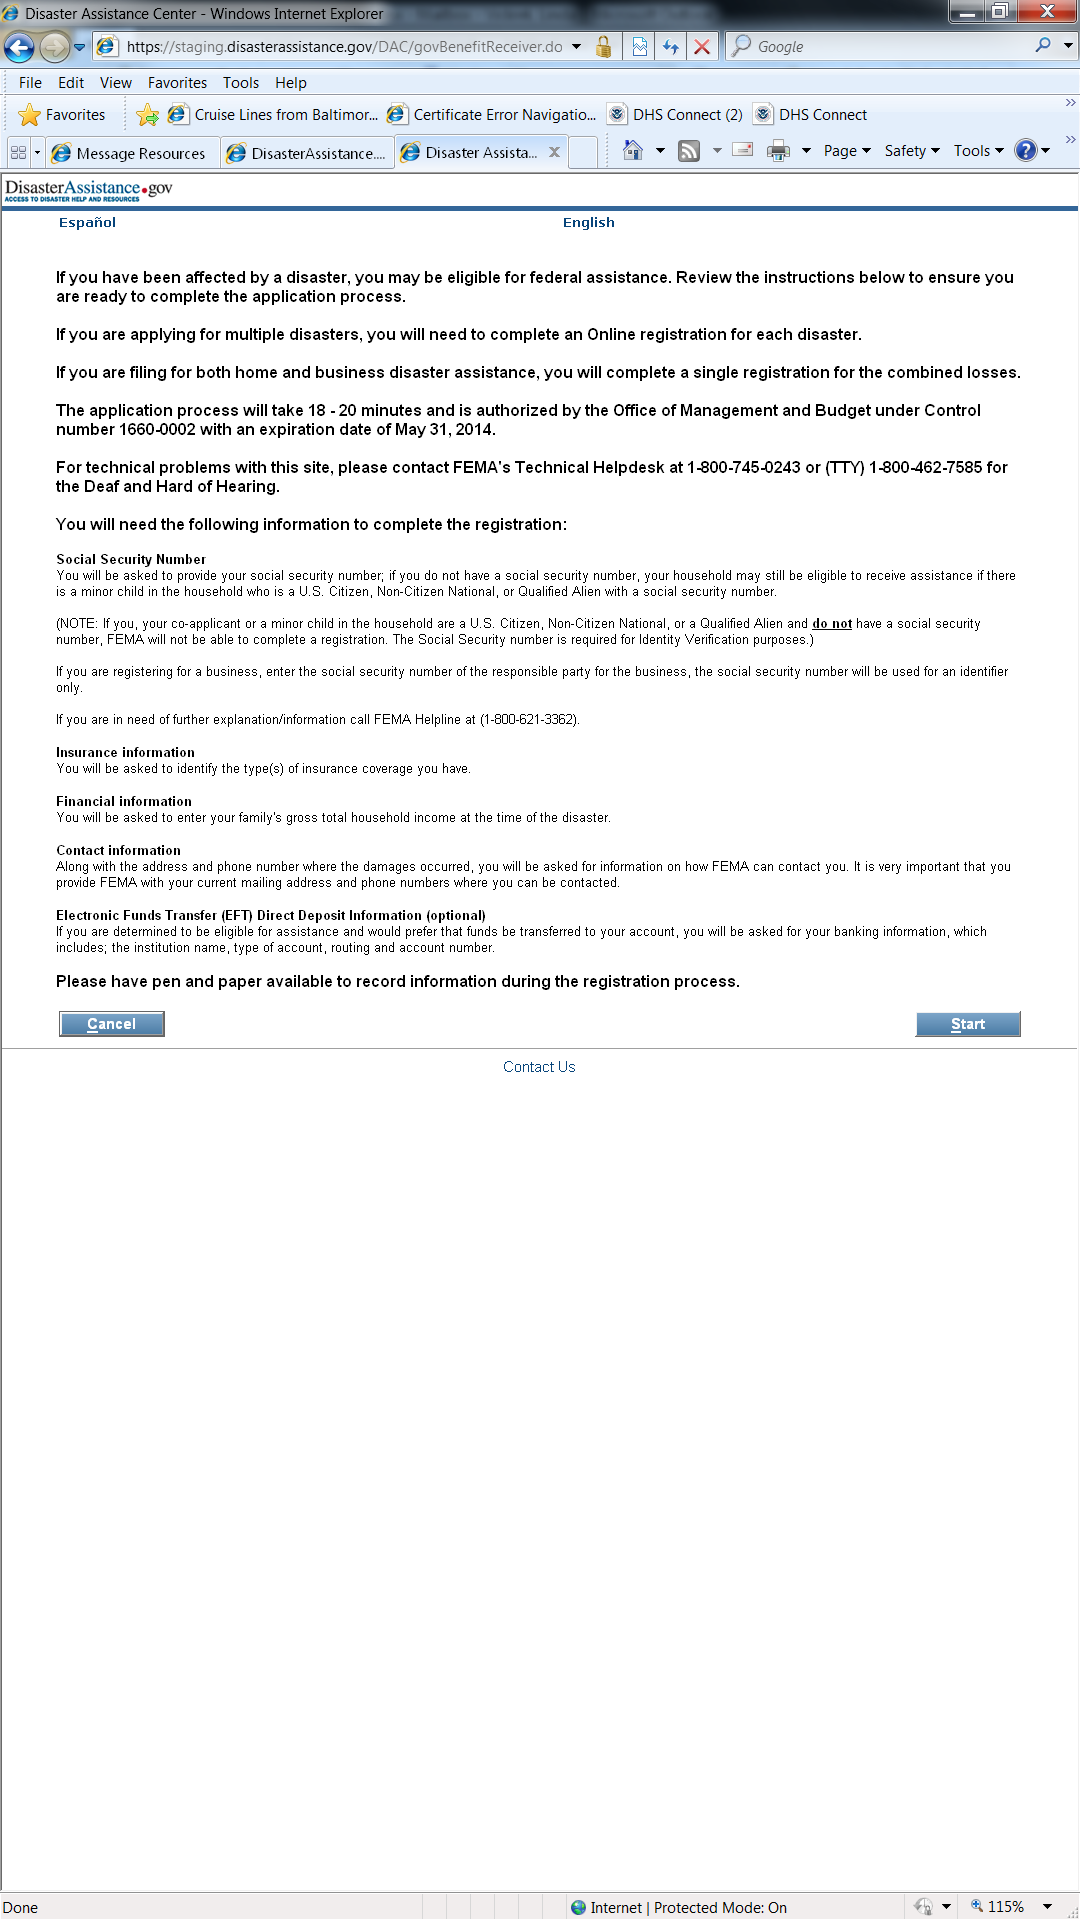 Disaster Assistance Center - Windows Internet Explorer
https://staging.disasterassistance.gov/DAC/govBenefitReceiver.do
Google
File Edit View Favorites Tools Help
Favorites Cruise Lines from Baltimor... Certificate Error Navigatio... DHS Connect (2) DHS Connect
Message Resources DisasterAssistance.... Disaster Assista... Page Safety Tools
DisasterAssistance.gov
ACCESS TO DISASTER HELP AND RESOURCES
Español English
If you have been affected by a disaster, you may be eligible for federal assistance. Review the instructions below to ensure you
are ready to complete the application process.
If you are applying for multiple disasters, you will need to complete an Online registration for each disaster.
If you are filing for both home and business disaster assistance, you will complete a single registration for the combined losses.
The application process will take 18 - 20 minutes and is authorized by the Office of Management and Budget under Control
number 1660-0002 with an expiration date of May 31, 2014.
For technical problems with this site, please contact FEMA's Technical Helpdesk at 1-800-745-0243 or (TTY) 1-800-462-7585 for
the Deaf and Hard of Hearing.
You will need the following information to complete the registration:
Social Security Number
You will be asked to provide your social security number; if you do not have a social security number, your household may still be eligible to receive assistance if there
is a minor child in the household who is a U.S. Citizen, Non-Citizen National, or Qualified Alien with a social security number.
(NOTE: If you, your co-applicant or a minor child in the household are a U.S. Citizen, Non-Citizen National, or a Qualified Alien and do not have a social security
number, FEMA will not be able to complete a registration. The Social Security number is required for Identity Verification purposes.)
If you are registering for a business, enter the social security number of the responsible party for the business, the social security number will be used for an identifier
only.
If you are in need of further explanation/information call FEMA Helpline at (1-800-621-3362).
Insurance information
You will be asked to identify the type(s) of insurance coverage you have.
Financial information
You will be asked to enter your family's gross total household income at the time of the disaster.
Contact information
Along with the address and phone number where the damages occurred, you will be asked for information on how FEMA can contact you. It is very important that you
provide FEMA with your current mailing address and phone numbers where you can be contacted.
Electronic Funds Transfer (EFT) Direct Deposit Information (optional)
If you are determined to be eligible for assistance and would prefer that funds be transferred to your account, you will be asked for your banking information, which
includes; the institution name, type of account, routing and account number.
Please have pen and paper available to record information during the registration process.
Cancel Start
Contact Us
Done Internet | Protected Mode: On 115%